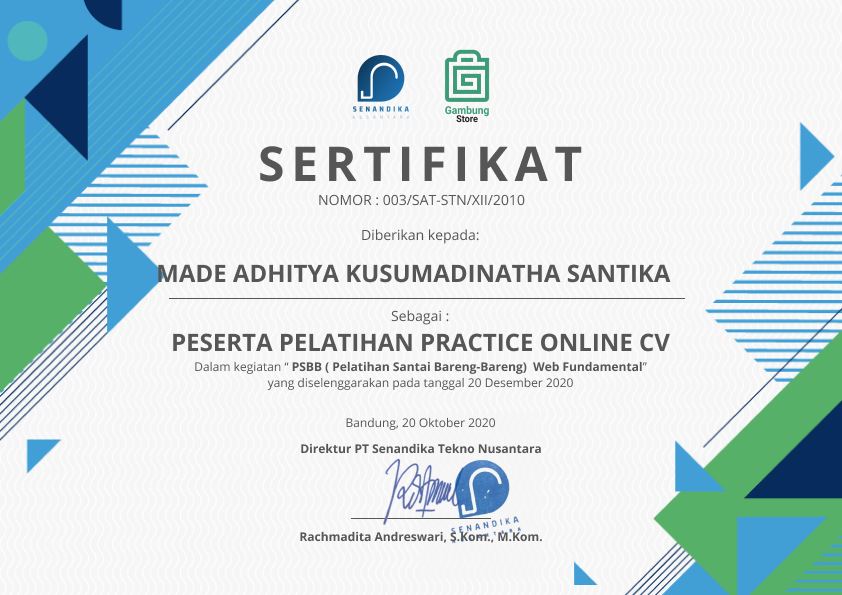 SENANDIKA
NUSANTARA
Gambung
Store
SERTIFIKAT
NOMOR : 003/SAT-STN/XII/2010
Diberikan kepada:
MADE ADHITYA KUSUMADINATHA SANTIKA
Sebagai :
PESERTA PELATIHAN PRACTICE ONLINE CV
Dalam kegiatan “ PSBB ( Pelatihan Santai Bareng-Bareng) Web Fundamental”
yang diselenggarakan pada tanggal 20 Desember 2020
Bandung, 20 Oktober 2020
Direktur PT Senandika Tekno Nusantara
SENANDIKA
Rachmadita Andreswari, S.Kom., M.Kom.